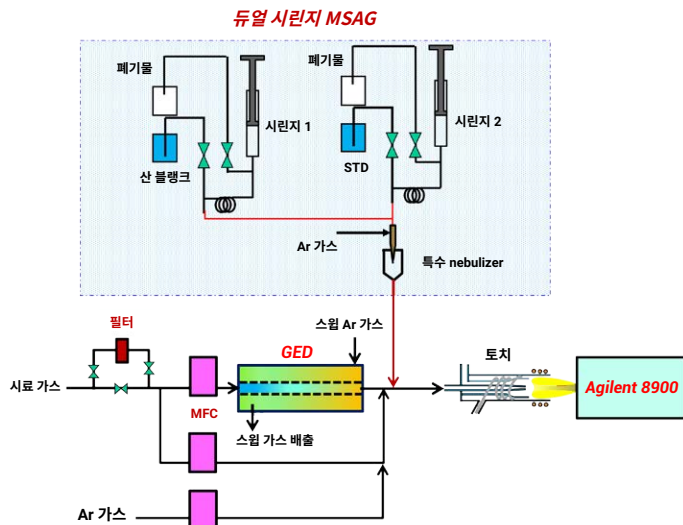 듀얼 시린지 MSAG
폐기물
폐기물
시린지 1
시린지 2
산 블랭크
STD
Ar 가스
특수 nebulizer
필터
스윕 Ar 가스
GED
토치
시료 가스
Agilent 8900
MFC
스윕 가스 배출
Ar 가스